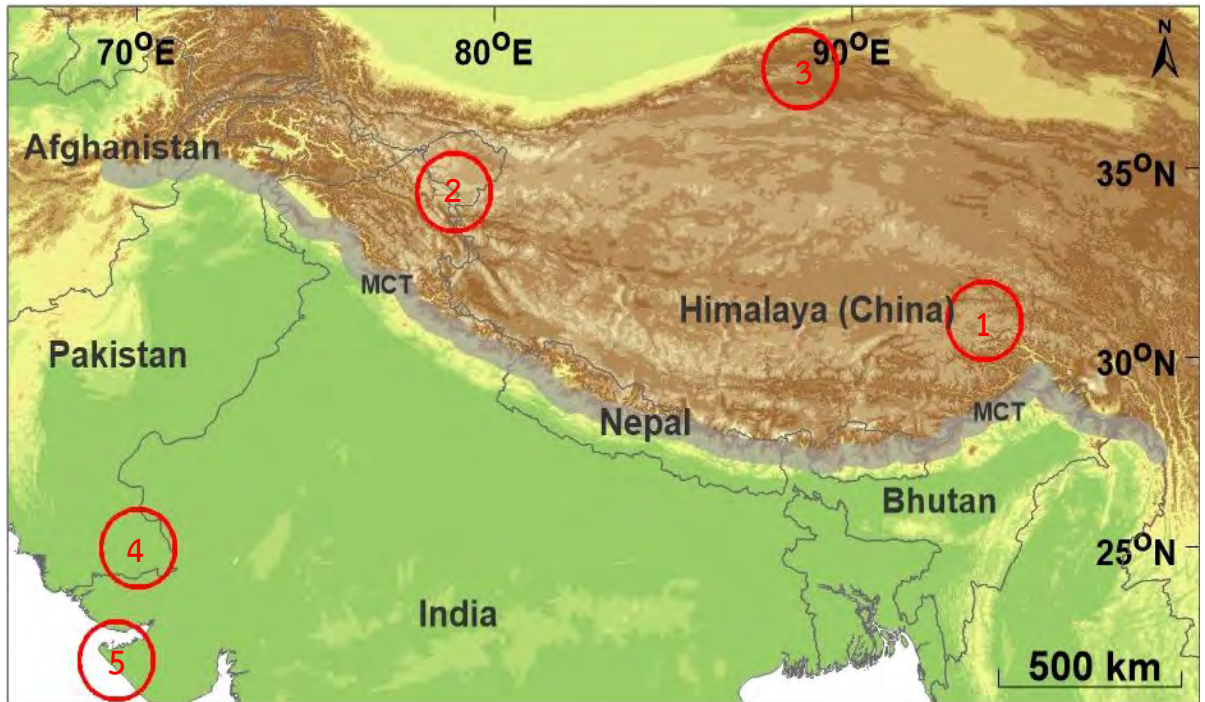 70°E
80°E
90°E
N
3
Afghanistan
35°N
2
MCT
Himalaya (China)
1
Pakistan
30°N
Nepal
MCT
Bhutan
4
25°N
India
5
500 km